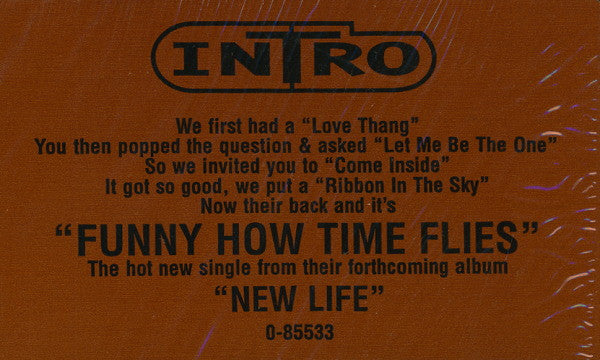 INTRO
We first had a “Love Thang”
You then popped the question & asked “Let Me Be The One”
So we invited you to “Come Inside”
It got so good, we put a “Ribbon In The Sky”
Now their back and it's
“FUNNY HOW TIME FLIES”
The hot new single from their forthcoming album
“NEW LIFE”
0-85533